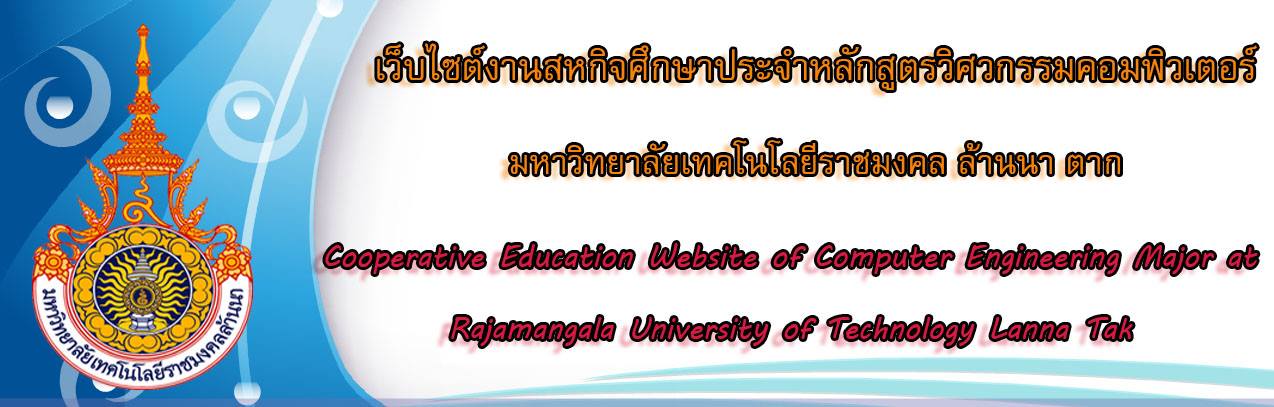 เว็บไซต์งานสหกิจศึกษาประจำหลักสูตรวิศวกรรมคอมพิวเตอร์
มหาวิทยาลัยเทคโนโลยีราชมงคล ล้านนา ตาก
Cooperative Education Website of Computer Engineering Major at
Rajamangala University of Technology Lanna Tak
มหาวิทยาลัยเทคโนโลยีราชมงคลล้านนา